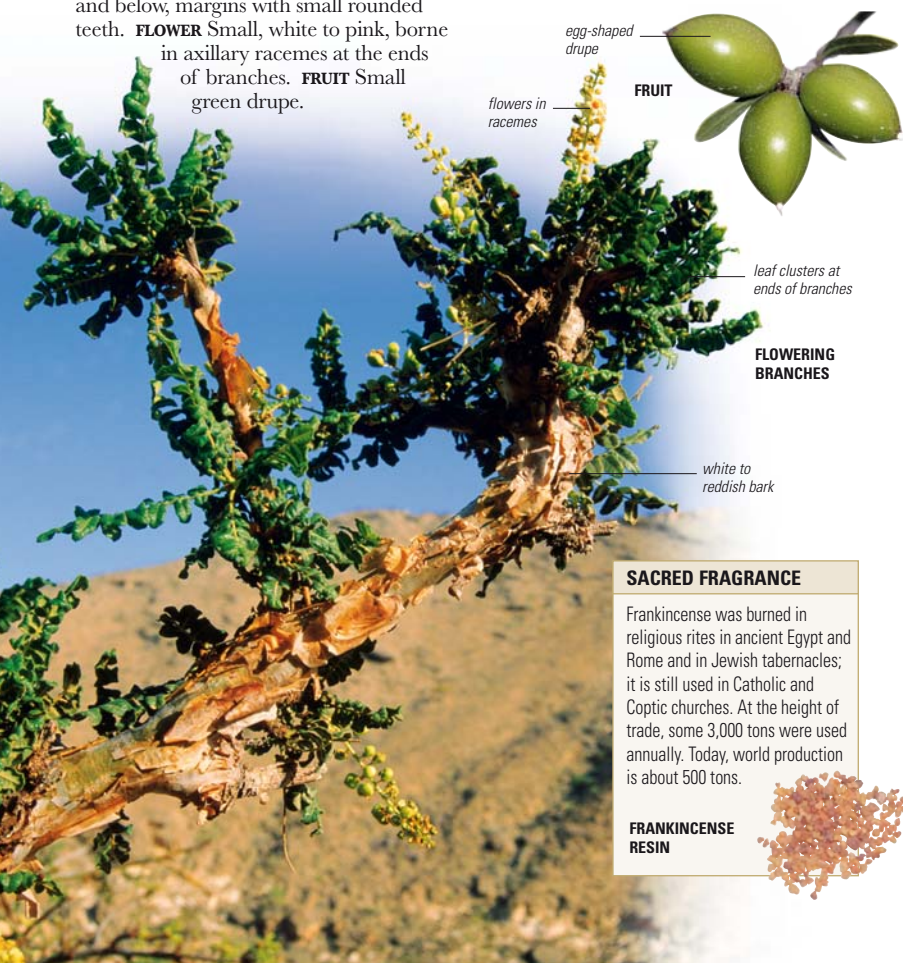 and below, margins with small rounded
teeth. FLOWER Small, white to pink, borne
in axillary racemes at the ends
of branches. FRUIT Small
green drupe.
egg-shaped
drupe
FRUIT
flowers in
racemes
leaf clusters at
ends of branches
FLOWERING
BRANCHES
white to
reddish bark
SACRED FRAGRANCE
Frankincense was burned in
religious rites in ancient Egypt and
Rome and in Jewish tabernacles;
it is still used in Catholic and
Coptic churches. At the height of
trade, some 3,000 tons were used
annually. Today, world production
is about 500 tons.
FRANKINCENSE
RESIN